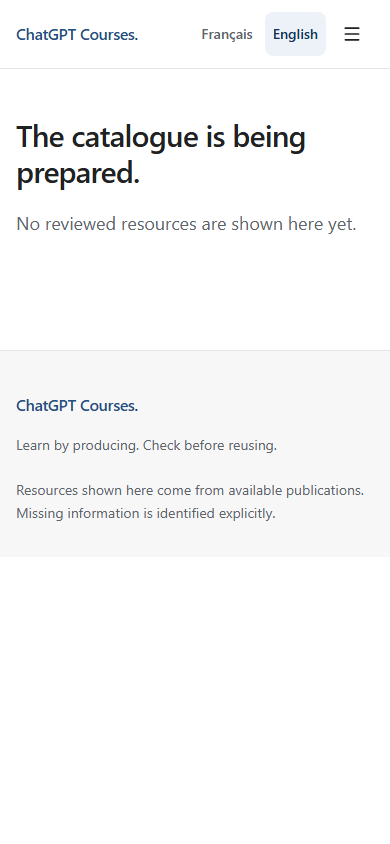 ChatGPT Courses.
Français
English
The catalogue is being
prepared.
No reviewed resources are shown here yet.
ChatGPT Courses.
Learn by producing. Check before reusing.
Resources shown here come from available publications.
Missing information is identified explicitly.